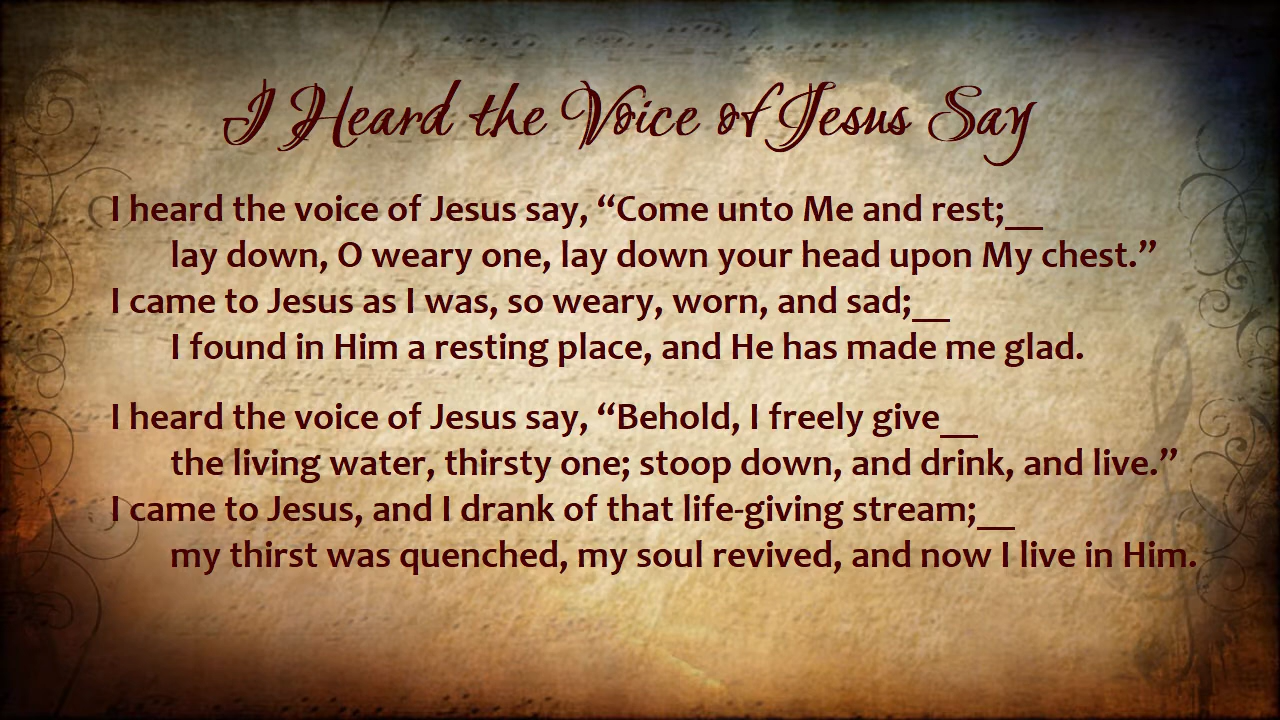 I Heard the Voice of Jesus Say
I heard the voice of Jesus say, “Come unto Me and rest;__
lay down, O weary one, lay down your head upon My chest.”
I came to Jesus as I was, so weary, worn, and sad;__
I found in Him a resting place, and He has made me glad.
I heard the voice of Jesus say, “Behold, I freely give__
the living water, thirsty one; stoop down, and drink, and live.”
I came to Jesus, and I drank of that life-giving stream;__
my thirst was quenched, my soul revived, and now I live in Him.